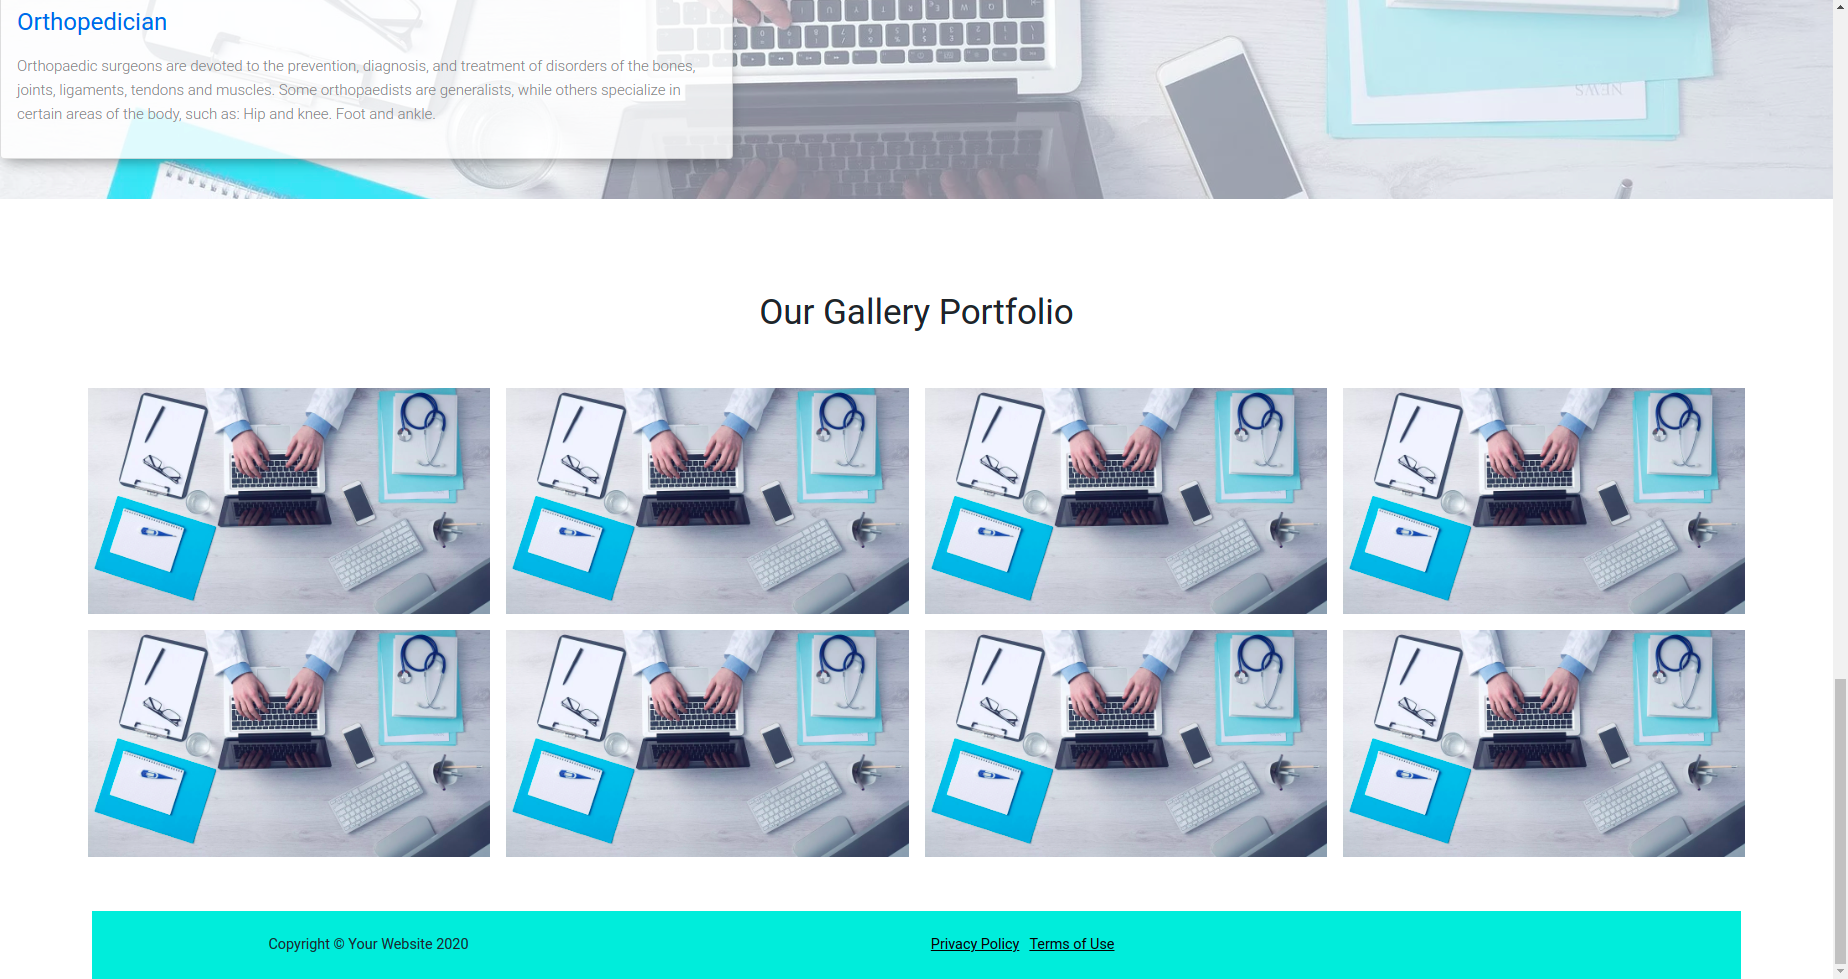 Orthopedician
Orthopaedic surgeons are devoted to the prevention, diagnosis, and treatment of disorders of the bones,
joints, ligaments, tendons and muscles. Some orthopaedists are generalists, while others specialize in
certain areas of the body, such as: Hip and knee. Foot and ankle.
NEWS
Our Gallery Portfolio
Copyright © Your Website 2020
Privacy Policy Terms of Use